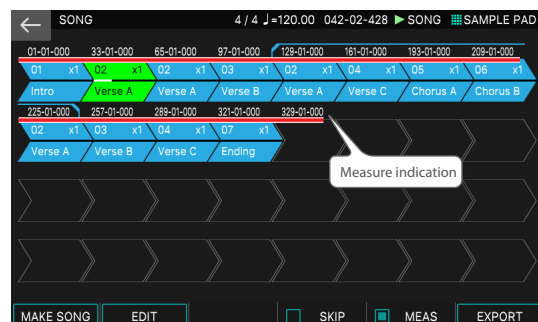 SONG 4 / 4 ♩=120.00 042-02-428 ▶ SONG SAMPLE PAD
01-01-000 33-01-000 65-01-000 97-01-000 129-01-000 161-01-000 193-01-000 209-01-000
01 x1 02 x1 02 x1 03 x1 02 x1 04 x1 05 x1 06 x1
Intro Verse A Verse A Verse B Verse A Verse C Chorus A Chorus B
225-01-000 257-01-000 289-01-000 321-01-000 329-01-000
02 x1 03 x1 04 x1 07 x1
Verse A Verse B Verse C Ending
Measure indication
MAKE SONG EDIT SKIP MEAS EXPORT